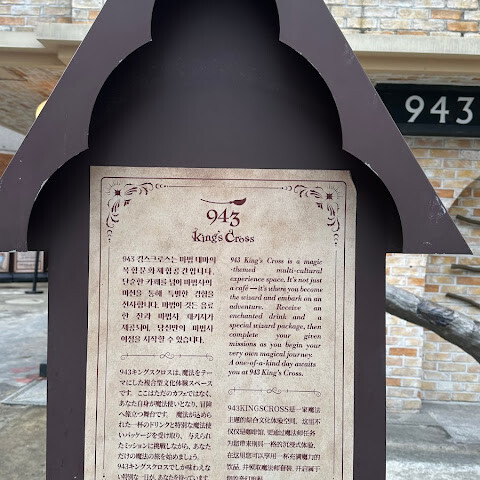 943
943
King's Cross
943 킹스크로스는 마법 테마의
복합문화체험공간입니다.
단순한 카페를 넘어 마법사의
미션을 통해 특별한 경험을
선사합니다. 마법이 깃든 음료
한 잔과 마법사 패키지가
제공되며, 당신만의 마법사
여정을 시작할 수 있습니다.
943 King's Cross is a magic
-themed multi-cultural
experience space. It's not just
a café — it's where you become
the wizard and embark on an
adventure. Receive an
enchanted drink and a
special wizard package, then
complete your given
missions as you begin your
very own magical journey.
A one-of-a-kind day awaits
you at 943 King's Cross.
943キングスクロスは、魔法をテー
マにした複合型文化体験スペース
です。 ここはただのカフェではなく、
あなた自身が魔法使いとなり、冒険
へ旅立つ舞台です。 魔法が込めら
れた一杯のドリンクと特別な魔法使
いパッケージを受け取り、 与えられ
たミッションに挑戦しながら、あなた
だけの魔法の旅を始めましょう。
943キングスクロスでしか味わえな
943KINGSCROSS是一家魔法
主题的综合文化体验空间。这里不
仅仅是咖啡馆，